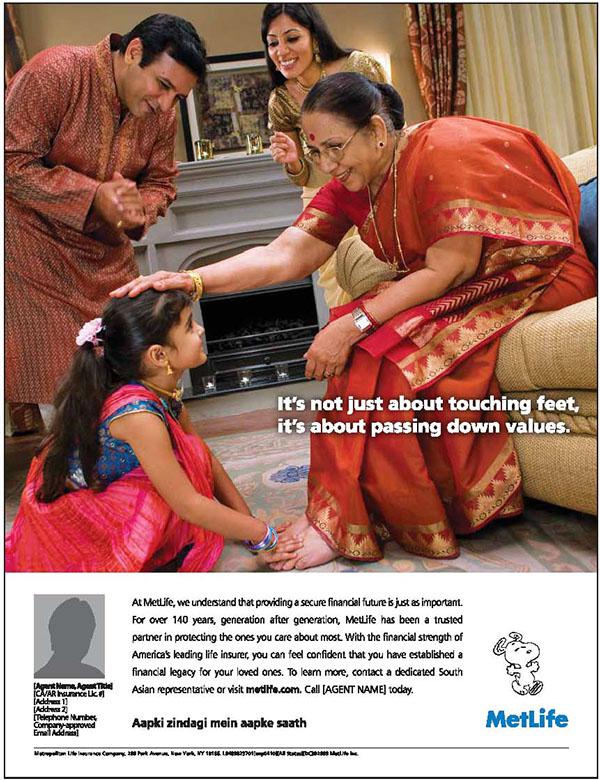 It's not just about touching feet,
it's about passing down values.
At MetLife, we understand that providing a secure financial future is just as important.
For over 140 years, generation after generation, MetLife has been a trusted
partner in protecting the ones you care about most. With the financial strength of
America's leading life insurer, you can feel confident that you have established a
financial legacy for your loved ones. To learn more, contact a dedicated South
Asian representative or visit metlife.com. Call [AGENT NAME] today.
Aapki zindagi mein aapke saath
[Agent Name, Agent Title]
[CA/AR Insurance Lic. #]
[Address 1]
[Address 2]
[Telephone Number,
Company-approved
Email Address]
MetLife
Metropolitan Life Insurance Company, 200 Park Avenue, New York, NY 10166.